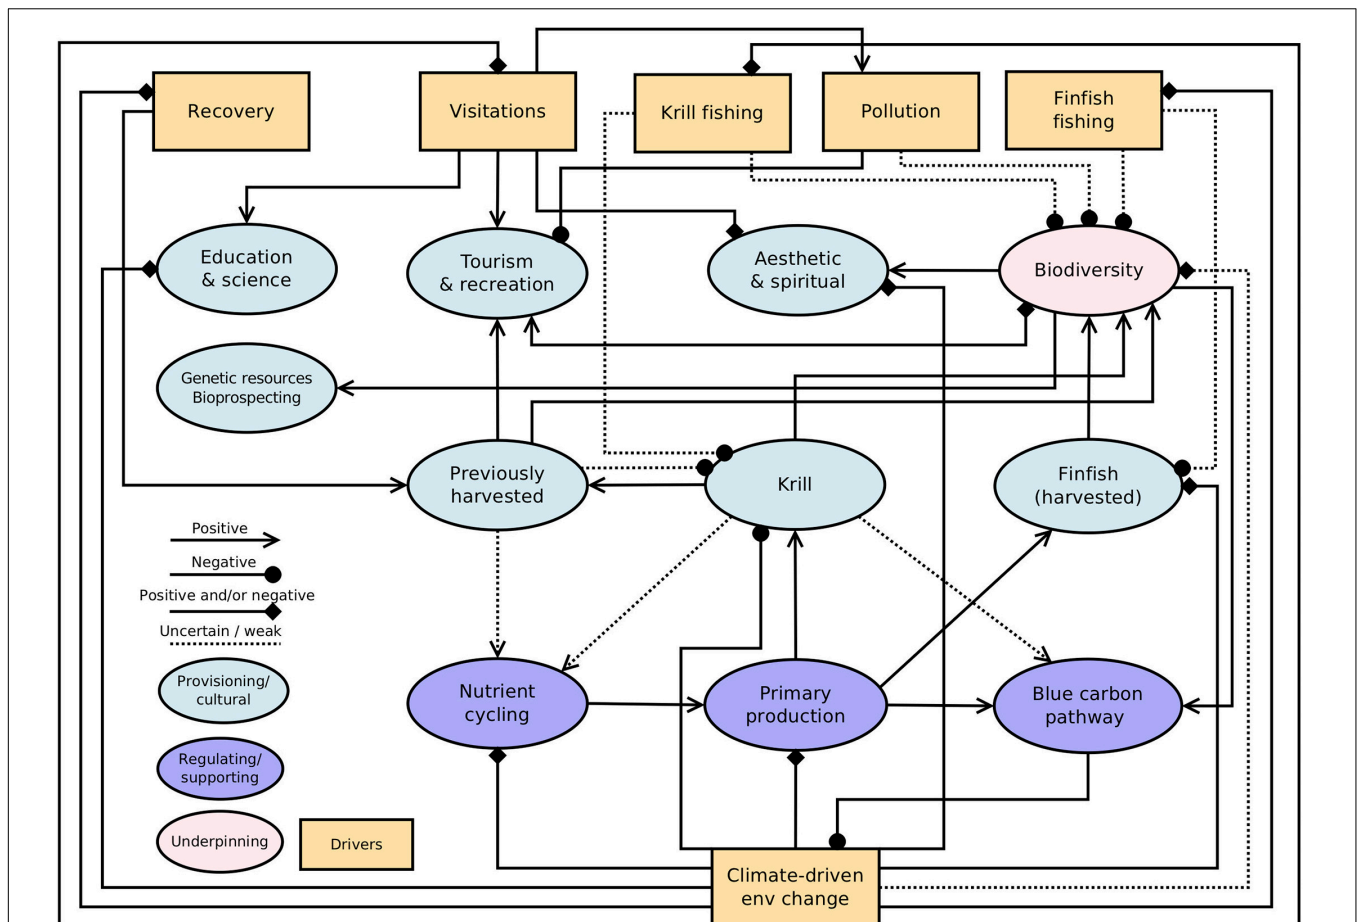 Recovery
Visitations
Krill fishing
Pollution
Finfish
fishing
Education
& science
Tourism
& recreation
Aesthetic
& spiritual
Biodiversity
Genetic resources
Bioprospecting
Previously
harvested
Krill
Finfish
(harvested)
Positive
Negative
Positive and/or negative
Uncertain / weak
Provisioning/
cultural
Regulating/
supporting
Underpinning
Drivers
Nutrient
cycling
Primary
production
Blue carbon
pathway
Climate-driven
env change